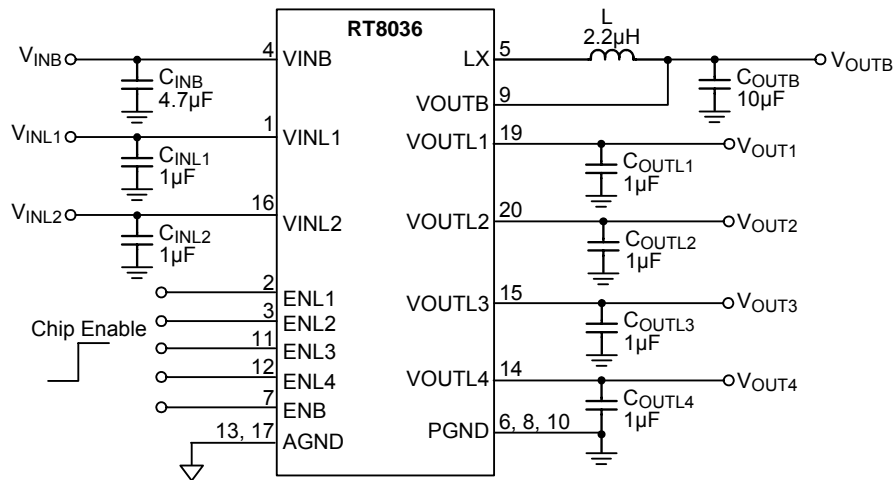 RT8036
V_INB
4
VINB
C_INB
4.7µF
V_INL1
1
VINL1
C_INL1
1µF
V_INL2
16
VINL2
C_INL2
1µF
Chip Enable
2
ENL1
3
ENL2
11
ENL3
12
ENL4
7
ENB
13, 17
AGND
LX
5
L
2.2µH
V_OUTB
C_OUTB
10µF
VOUTB
9
VOUTL1
19
V_OUT1
C_OUTL1
1µF
VOUTL2
20
V_OUT2
C_OUTL2
1µF
VOUTL3
15
V_OUT3
C_OUTL3
1µF
VOUTL4
14
V_OUT4
C_OUTL4
1µF
PGND
6, 8, 10